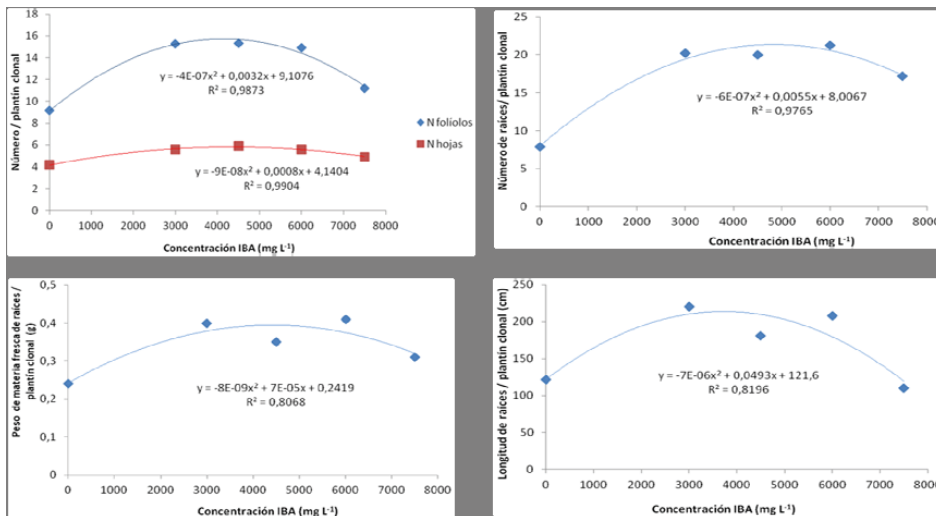 Número / plantín clonal
18
16
14
12
10
8
6
4
2
0
y = -4E-07x² + 0,0032x + 9,1076
R² = 0,9873
N folíolos
N hojas
y = -9E-08x² + 0,0008x + 4,1404
R² = 0,9904
0 1000 2000 3000 4000 5000 6000 7000 8000
Concentración IBA (mg L⁻¹)
Número de raíces/ plantín clonal
25
20
15
10
5
0
y = -6E-07x² + 0,0055x + 8,0067
R² = 0,9765
0 1000 2000 3000 4000 5000 6000 7000 8000
Concentración IBA (mg L⁻¹)
Peso de materia fresca de raíces /
plantín clonal (g)
0,5
0,4
0,3
0,2
0,1
0
y = -8E-09x² + 7E-05x + 0,2419
R² = 0,8068
0 1000 2000 3000 4000 5000 6000 7000 8000
Concentración IBA (mg L⁻¹)
Longitud de raíces / plantín clonal (cm)
250
200
150
100
50
0
y = -7E-06x² + 0,0493x + 121,6
R² = 0,8196
0 1000 2000 3000 4000 5000 6000 7000 8000
Concentración IBA (mg L⁻¹)